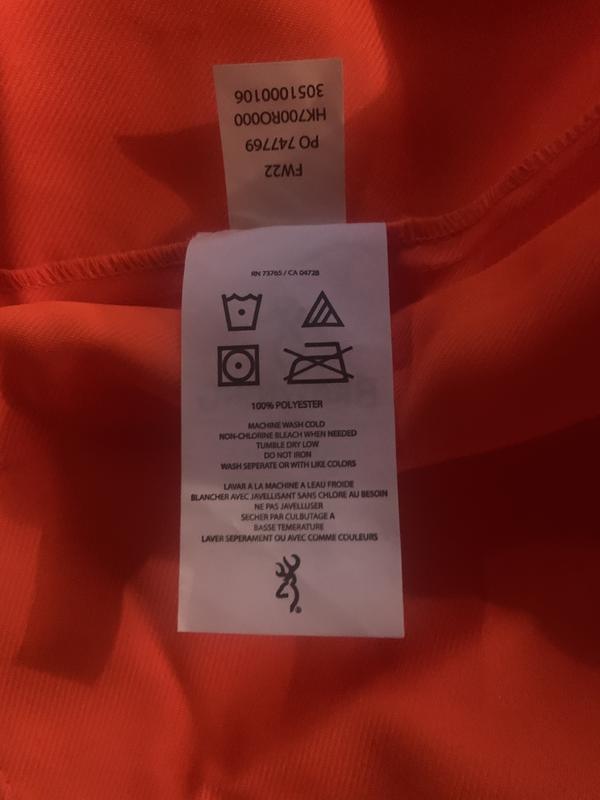 3051000106
HK700RO000
PO 747769
FW22
RN 73765 / CA 04728
100% POLYESTER
MACHINE WASH COLD
NON-CHLORINE BLEACH WHEN NEEDED
TUMBLE DRY LOW
DO NOT IRON
WASH SEPERATE OR WITH LIKE COLORS
LAVAR A LA MACHINE A LEAU FROIDE
BLANCHER AVEC JAVELLISANT SANS CHLORE AU BESOIN
NE PAS JAVELLUSER
SECHER PAR CULBUTAGE A
BASSE TEMERATURE
LAVER SEPERAMENT OU AVEC COMME COULEURS